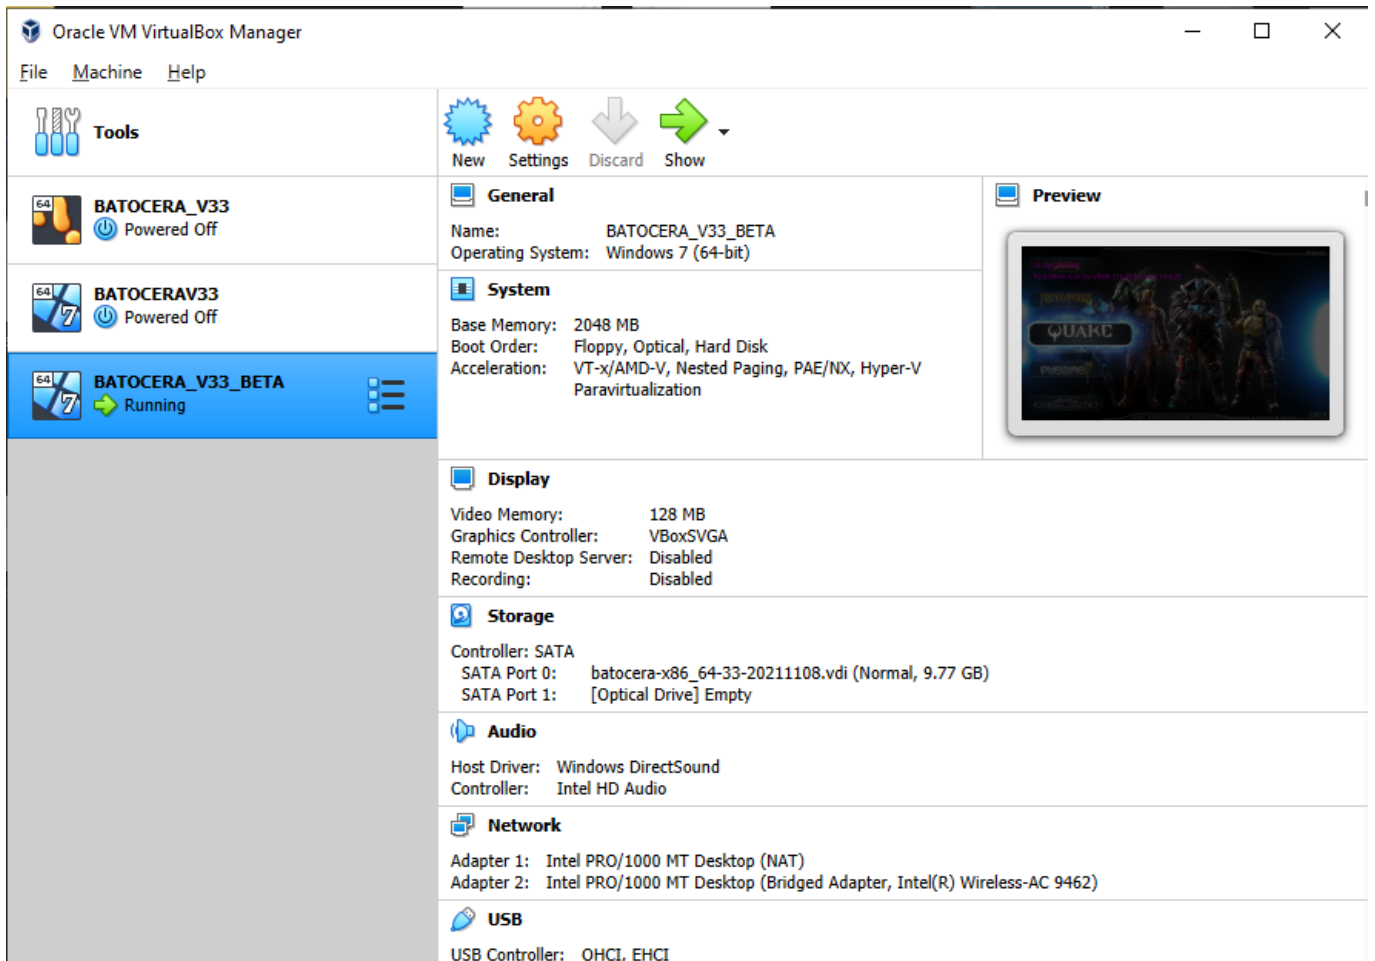 Oracle VM VirtualBox Manager
File Machine Help
Tools
New Settings Discard Show
64
BATOCERA_V33
Powered Off
64
7
BATOCERAV33
Powered Off
64
7
BATOCERA_V33_BETA
Running
General
Name: BATOCERA_V33_BETA
Operating System: Windows 7 (64-bit)
System
Base Memory: 2048 MB
Boot Order: Floppy, Optical, Hard Disk
Acceleration: VT-x/AMD-V, Nested Paging, PAE/NX, Hyper-V
Paravirtualization
Preview
QUAKE
Display
Video Memory: 128 MB
Graphics Controller: VBoxSVGA
Remote Desktop Server: Disabled
Recording: Disabled
Storage
Controller: SATA
SATA Port 0: batocera-x86_64-33-20211108.vdi (Normal, 9.77 GB)
SATA Port 1: [Optical Drive] Empty
Audio
Host Driver: Windows DirectSound
Controller: Intel HD Audio
Network
Adapter 1: Intel PRO/1000 MT Desktop (NAT)
Adapter 2: Intel PRO/1000 MT Desktop (Bridged Adapter, Intel(R) Wireless-AC 9462)
USB
USB Controller: OHCI, EHCI